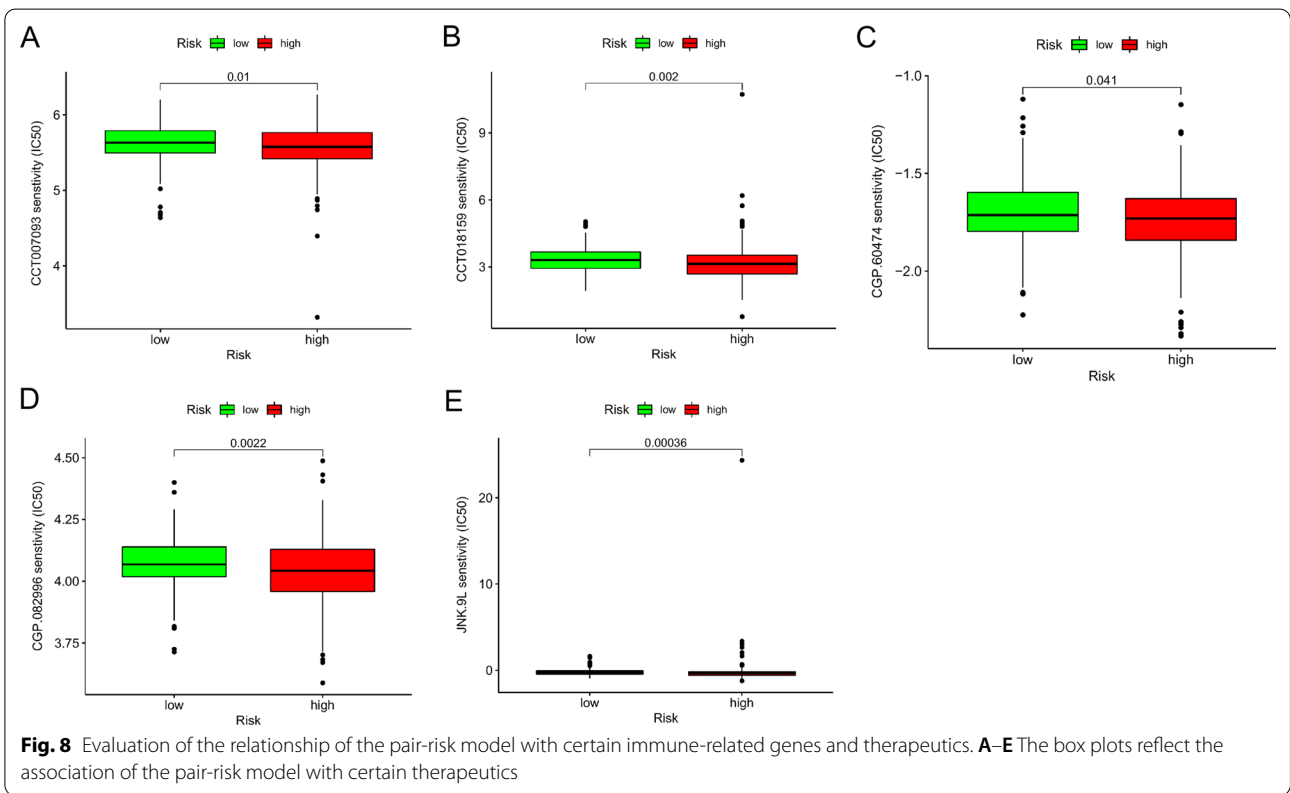 A
Risk low high
0.01
CCT007093 senstivity (IC50)
6
5
4
low high
Risk
B
Risk low high
0.002
CCT018159 senstivity (IC50)
9
6
3
low high
Risk
C
Risk low high
0.041
CGP.60474 senstivity (IC50)
−1.0
−1.5
−2.0
low high
Risk
D
Risk low high
0.0022
CGP.082996 senstivity (IC50)
4.50
4.25
4.00
3.75
low high
Risk
E
Risk low high
0.00036
JNK.9L senstivity (IC50)
20
10
0
low high
Risk
Fig. 8 Evaluation of the relationship of the pair-risk model with certain immune-related genes and therapeutics. A–E The box plots reflect the
association of the pair-risk model with certain therapeutics